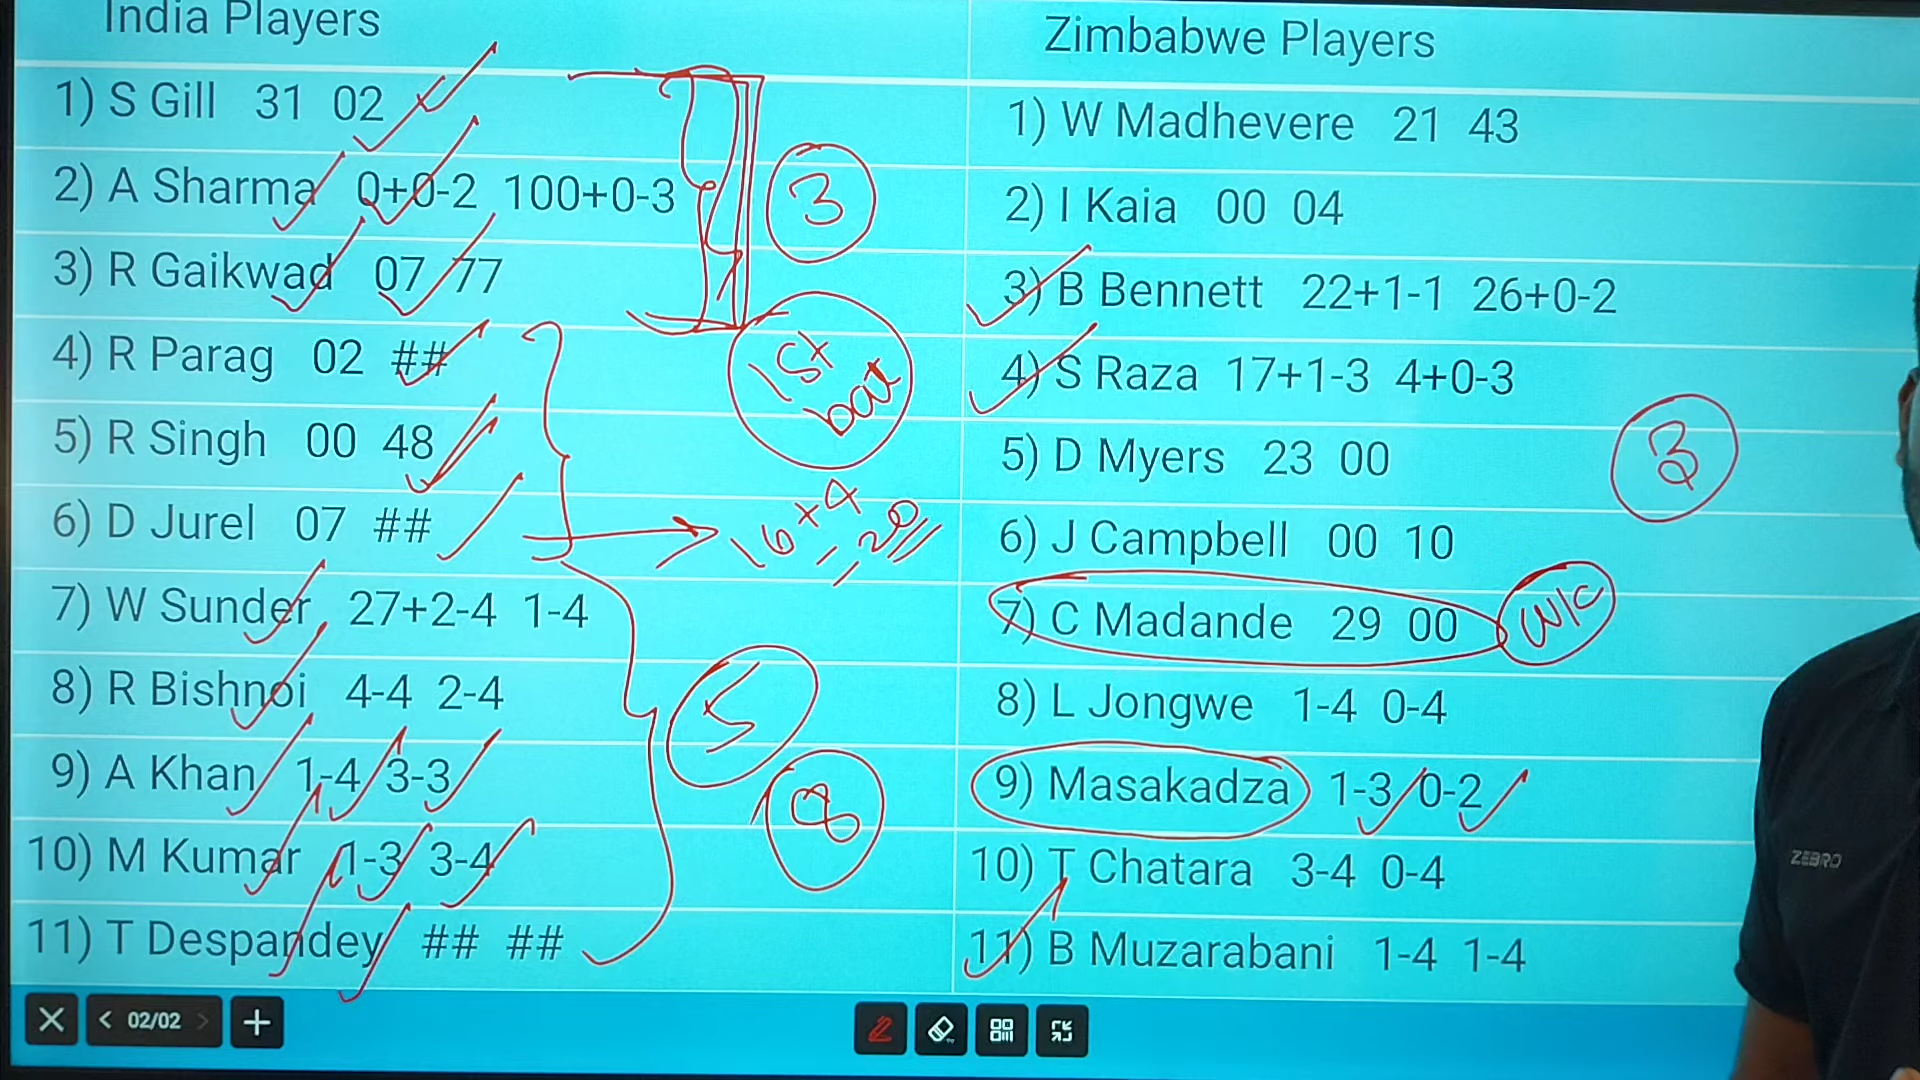 India Players
1) S Gill 31 02
2) A Sharma 0+0-2 100+0-3
3) R Gaikwad 07 77
4) R Parag 02 ##
5) R Singh 00 48
6) D Jurel 07 ##
7) W Sunder 27+2-4 1-4
8) R Bishnoi 4-4 2-4
9) A Khan 1-4 3-3
10) M Kumar 1-3 3-4
11) T Despandey ## ##
3
1st
bat
16x4
20
5
8
Zimbabwe Players
1) W Madhevere 21 43
2) I Kaia 00 04
3) B Bennett 22+1-1 26+0-2
4) S Raza 17+1-3 4+0-3
5) D Myers 23 00
6) J Campbell 00 10
7) C Madande 29 00 W/C
8) L Jongwe 1-4 0-4
9) Masakadza 1-3 0-2
10) T Chatara 3-4 0-4
11) B Muzarabani 1-4 1-4
3
ZEBRO
02/02